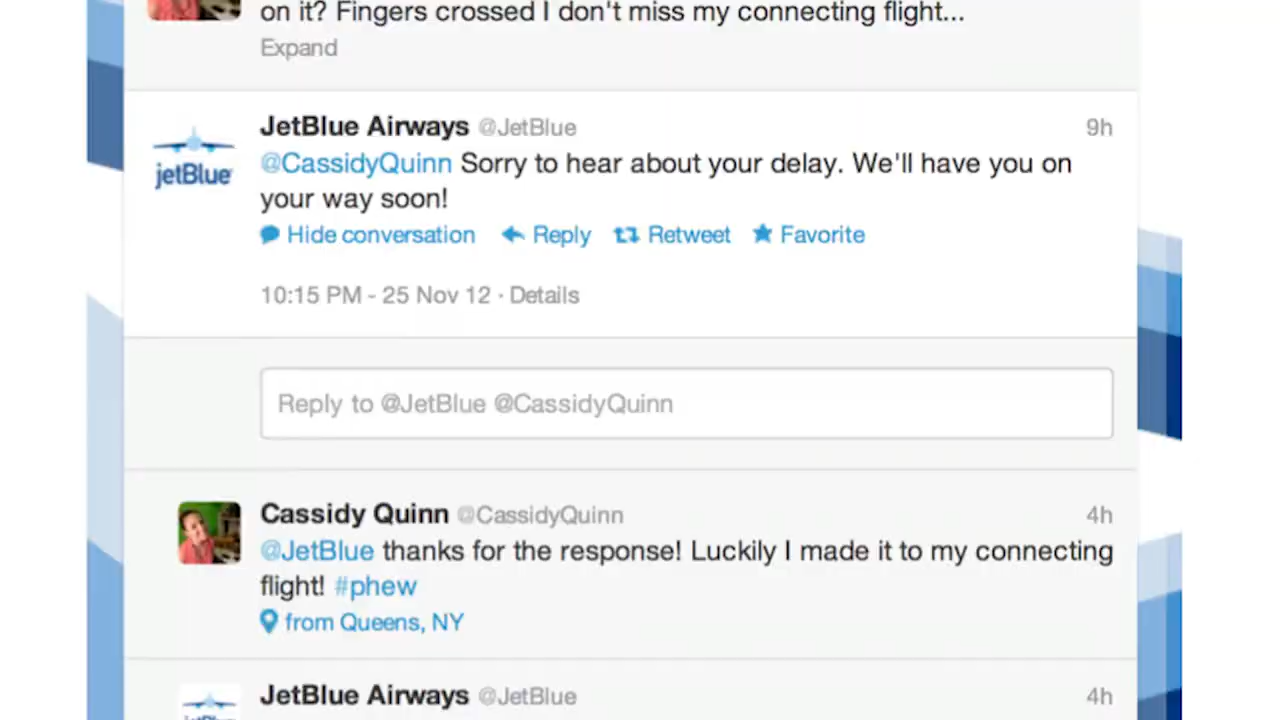 on it? Fingers crossed I don't miss my connecting flight...
Expand
JetBlue Airways @JetBlue 9h
jetBlue
@CassidyQuinn Sorry to hear about your delay. We'll have you on
your way soon!
Hide conversation Reply Retweet Favorite
10:15 PM - 25 Nov 12 · Details
Reply to @JetBlue @CassidyQuinn
Cassidy Quinn @CassidyQuinn 4h
@JetBlue thanks for the response! Luckily I made it to my connecting
flight! #phew
from Queens, NY
JetBlue Airways @JetBlue 4h
jetBlue